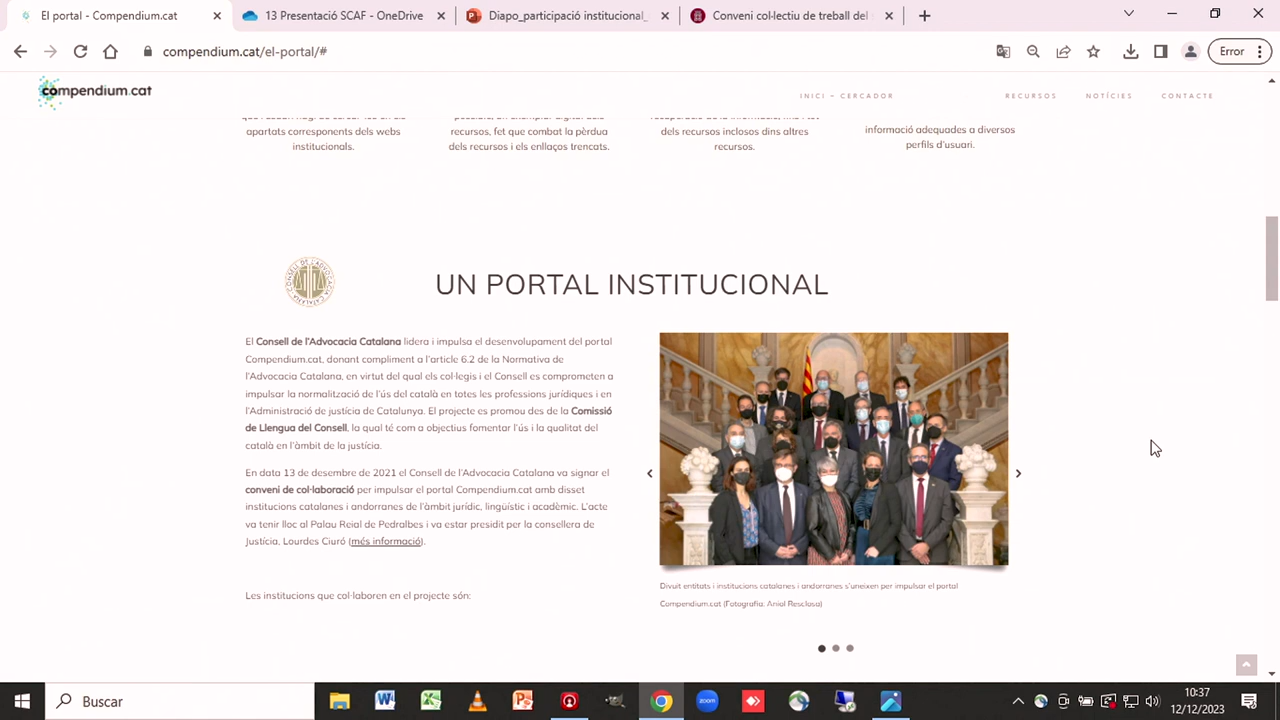 El portal - Compendium.cat
13 Presentació SCAF - OneDrive
Diapo_participació institucional_
Conveni col·lectiu de treball del
compendium.cat/el-portal/#
Error
compendium.cat
INICI – CERCADOR
RECURSOS
NOTÍCIES
CONTACTE
apartats corresponents dels webs
institucionals.
recursos, fet que combat la pèrdua
dels recursos i els enllaços trencats.
dels recursos inclosos dins altres
recursos.
informació adequades a diversos
perfils d'usuari.
UN PORTAL INSTITUCIONAL
El Consell de l'Advocacia Catalana lidera i impulsa el desenvolupament del portal
Compendium.cat, donant compliment a l'article 6.2 de la Normativa de
l'Advocacia Catalana, en virtut del qual els col·legis i el Consell es comprometen a
impulsar la normalització de l'ús del català en totes les professions jurídiques i en
l'Administració de justícia de Catalunya. El projecte es promou des de la Comissió
de Llengua del Consell, la qual té com a objectius fomentar l'ús i la qualitat del
català en l'àmbit de la justícia.
En data 13 de desembre de 2021 el Consell de l'Advocacia Catalana va signar el
conveni de col·laboració per impulsar el portal Compendium.cat amb disset
institucions catalanes i andorranes de l'àmbit jurídic, lingüístic i acadèmic. L'acte
va tenir lloc al Palau Reial de Pedralbes i va estar presidit per la consellera de
Justícia, Lourdes Ciuró (més informació).
Les institucions que col·laboren en el projecte són:
Divuit entitats i institucions catalanes i andorranes s'uneixen per impulsar el portal
Compendium.cat (Fotografia: Aniol Resclosa)
Buscar
zoom
10:37
12/12/2023